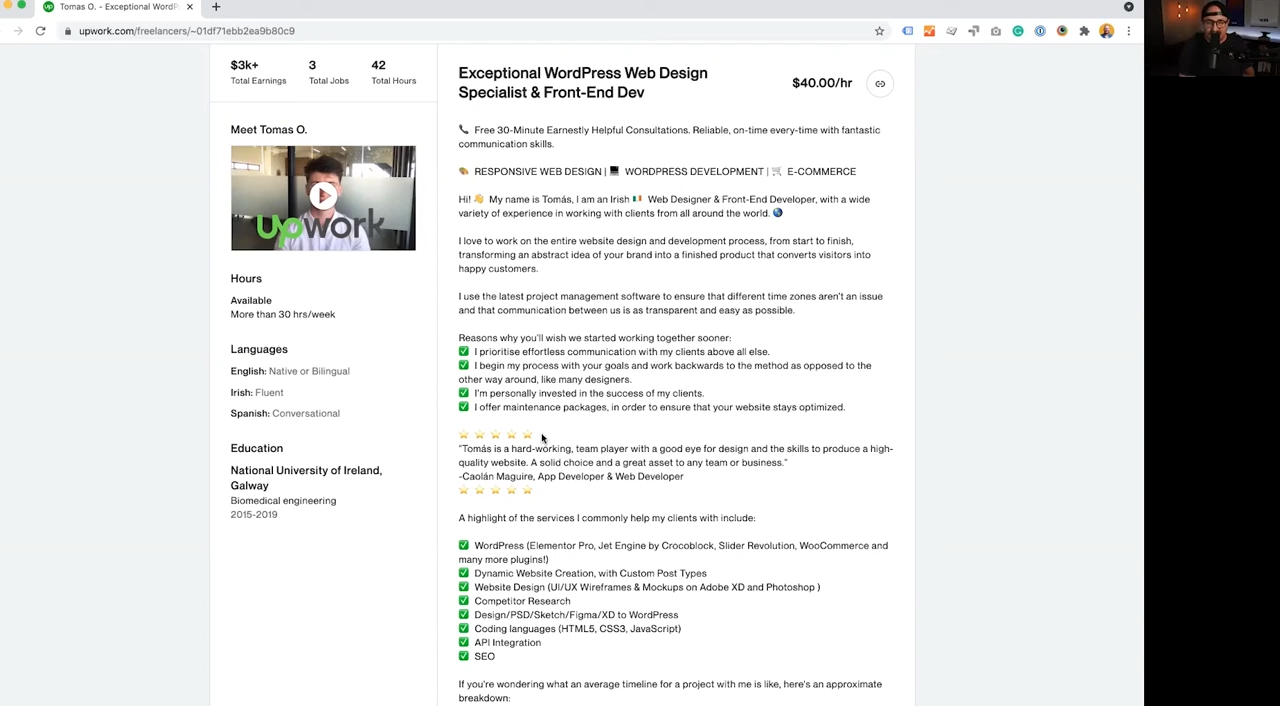 Tomas O. - Exceptional WordP
upwork.com/freelancers/~01df71ebb2ea9b80c9
$3k+
Total Earnings
3
Total Jobs
42
Total Hours
Meet Tomas O.
upwork
Hours
Available
More than 30 hrs/week
Languages
English: Native or Bilingual
Irish: Fluent
Spanish: Conversational
Education
National University of Ireland,
Galway
Biomedical engineering
2015-2019
Exceptional WordPress Web Design
Specialist & Front-End Dev
$40.00/hr
Free 30-Minute Earnestly Helpful Consultations. Reliable, on-time every-time with fantastic
communication skills.
RESPONSIVE WEB DESIGN | WORDPRESS DEVELOPMENT | E-COMMERCE
Hi! My name is Tomás, I am an Irish Web Designer & Front-End Developer, with a wide
variety of experience in working with clients from all around the world.
I love to work on the entire website design and development process, from start to finish,
transforming an abstract idea of your brand into a finished product that converts visitors into
happy customers.
I use the latest project management software to ensure that different time zones aren't an issue
and that communication between us is as transparent and easy as possible.
Reasons why you'll wish we started working together sooner:
I prioritise effortless communication with my clients above all else.
I begin my process with your goals and work backwards to the method as opposed to the
other way around, like many designers.
I'm personally invested in the success of my clients.
I offer maintenance packages, in order to ensure that your website stays optimized.
"Tomás is a hard-working, team player with a good eye for design and the skills to produce a high-
quality website. A solid choice and a great asset to any team or business."
-Caolán Maguire, App Developer & Web Developer
A highlight of the services I commonly help my clients with include:
WordPress (Elementor Pro, Jet Engine by Crocoblock, Slider Revolution, WooCommerce and
many more plugins!)
Dynamic Website Creation, with Custom Post Types
Website Design (UI/UX Wireframes & Mockups on Adobe XD and Photoshop )
Competitor Research
Design/PSD/Sketch/Figma/XD to WordPress
Coding languages (HTML5, CSS3, JavaScript)
API Integration
SEO
If you're wondering what an average timeline for a project with me is like, here's an approximate
breakdown: